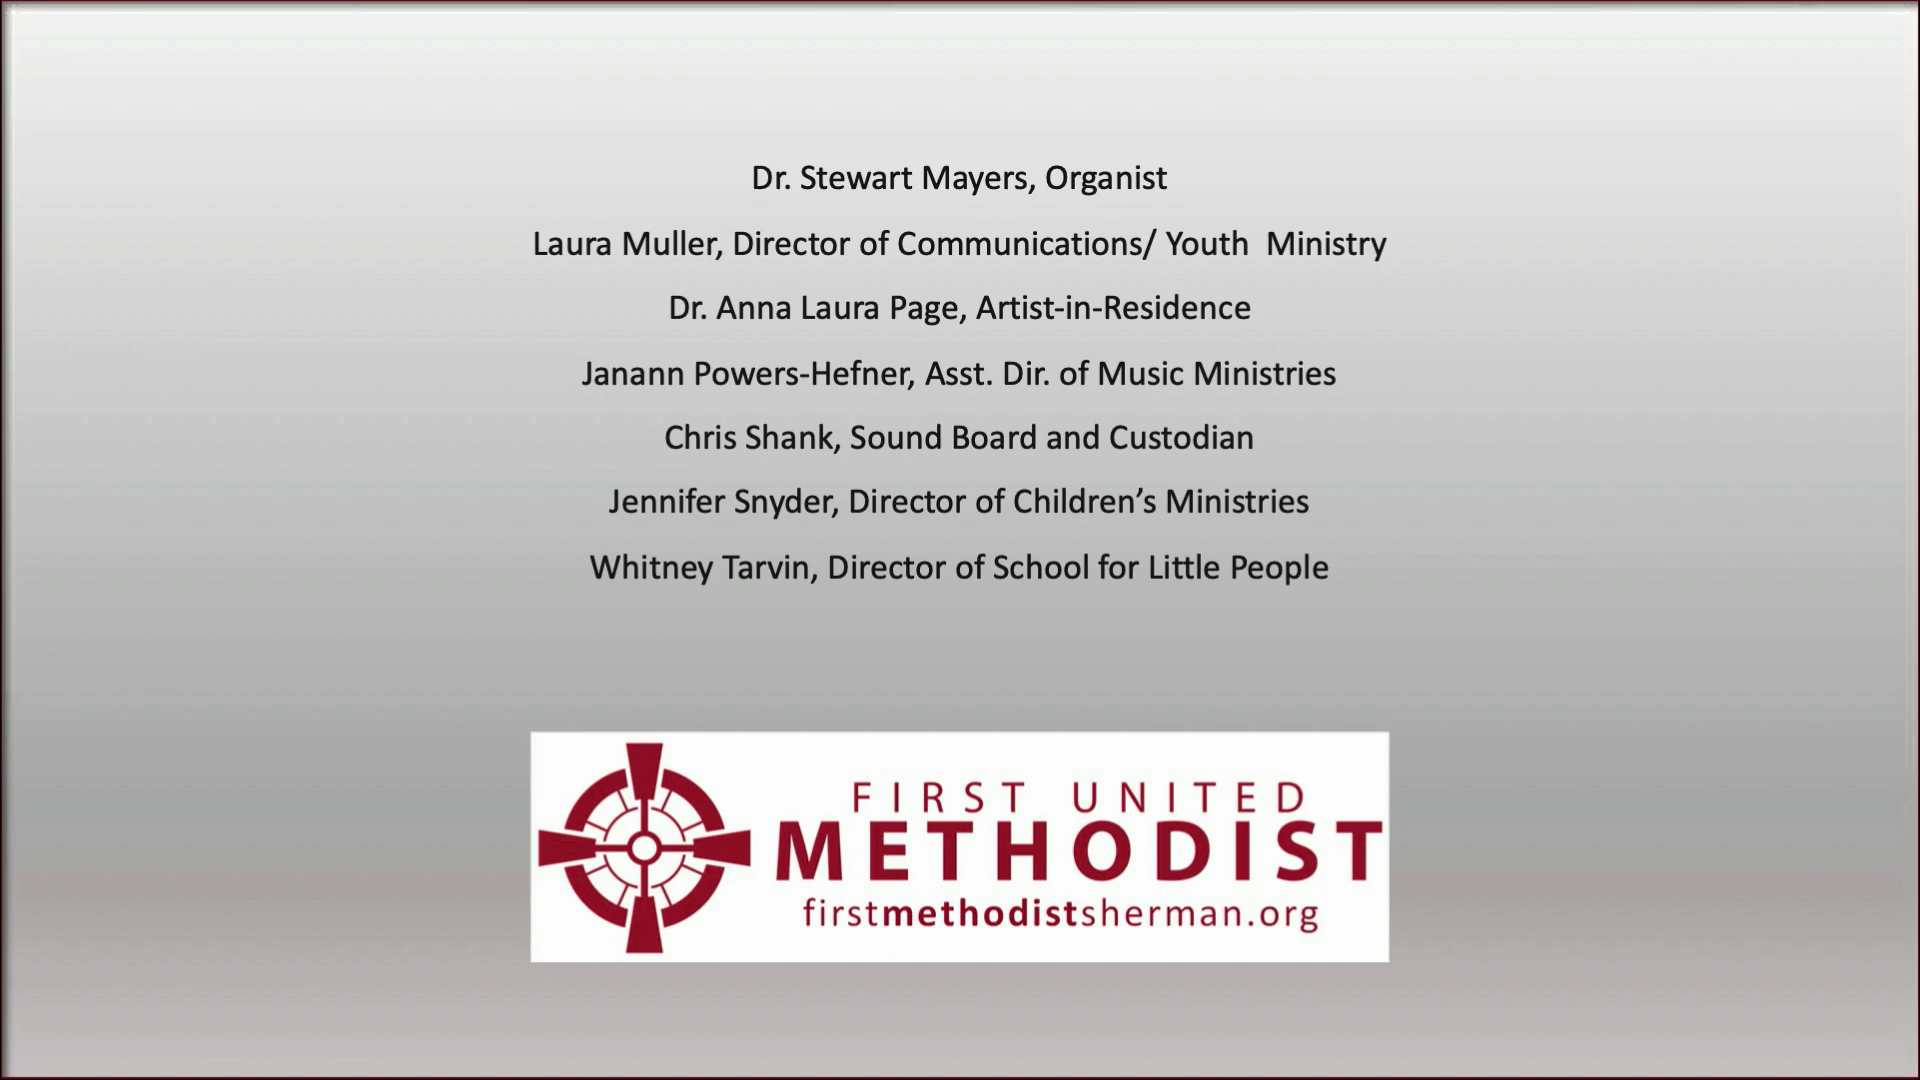 Dr. Stewart Mayers, Organist
Laura Muller, Director of Communications/ Youth  Ministry
Dr. Anna Laura Page, Artist-in-Residence
Janann Powers-Hefner, Asst. Dir. of Music Ministries
Chris Shank, Sound Board and Custodian
Jennifer Snyder, Director of Children’s Ministries
Whitney Tarvin, Director of School for Little People
FIRST UNITED
METHODIST
firstmethodistsherman.org